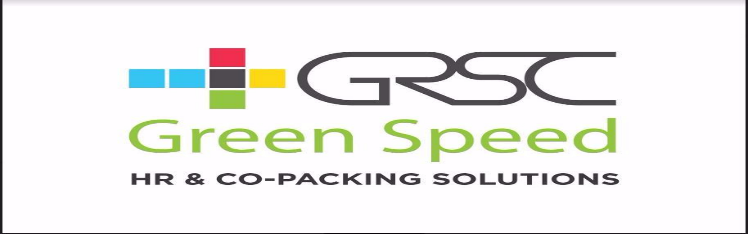 GRSC
Green Speed
HR & CO-PACKING SOLUTIONS